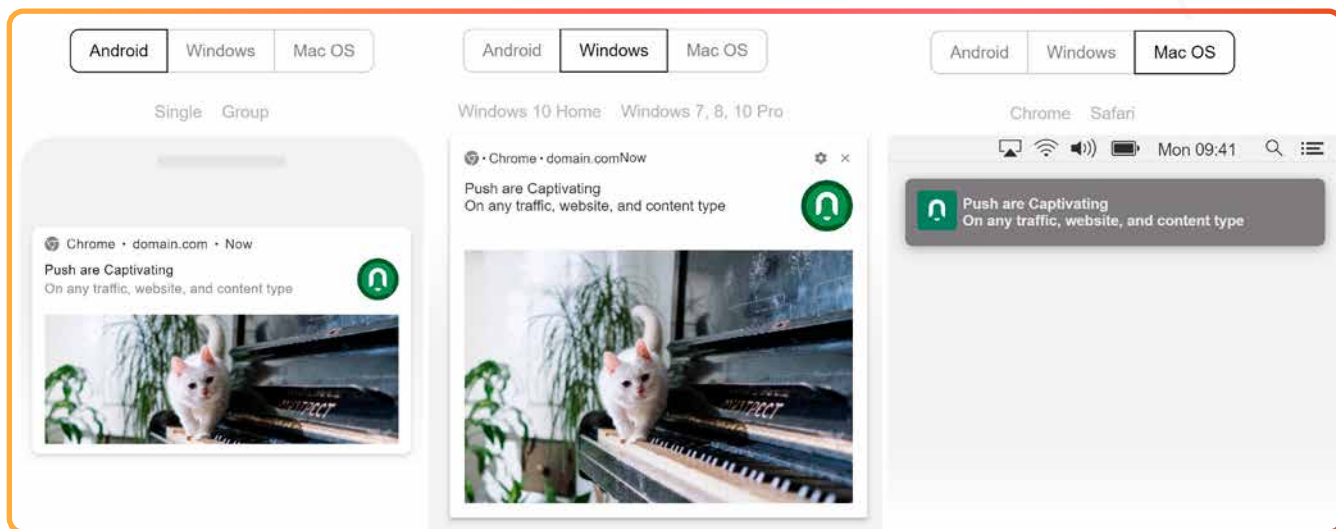 Android Windows Mac OS
Single Group
Chrome • domain.com • Now
Push are Captivating
On any traffic, website, and content type
Android Windows Mac OS
Windows 10 Home Windows 7, 8, 10 Pro
• Chrome • domain.comNow
Push are Captivating
On any traffic, website, and content type
Android Windows Mac OS
Chrome Safari
Mon 09:41
Push are Captivating
On any traffic, website, and content type